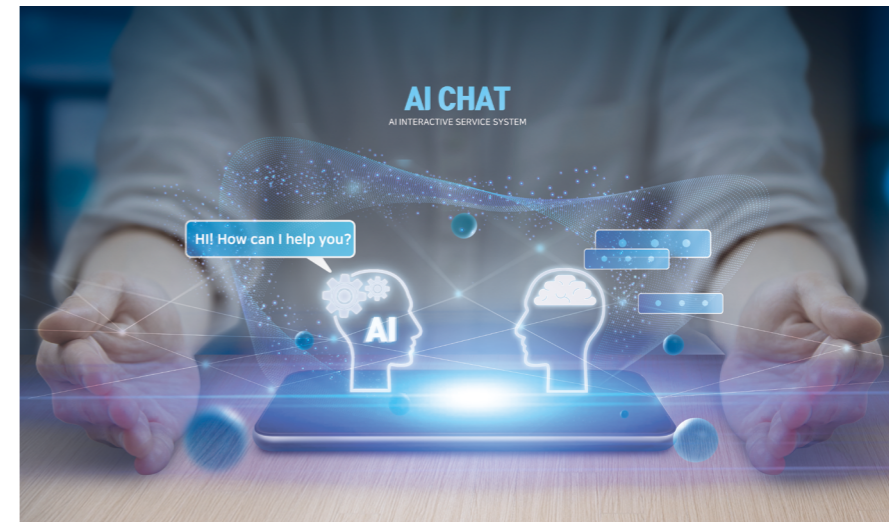 AI CHAT
AI INTERACTIVE SERVICE SYSTEM
HI! How can I help you?
AI